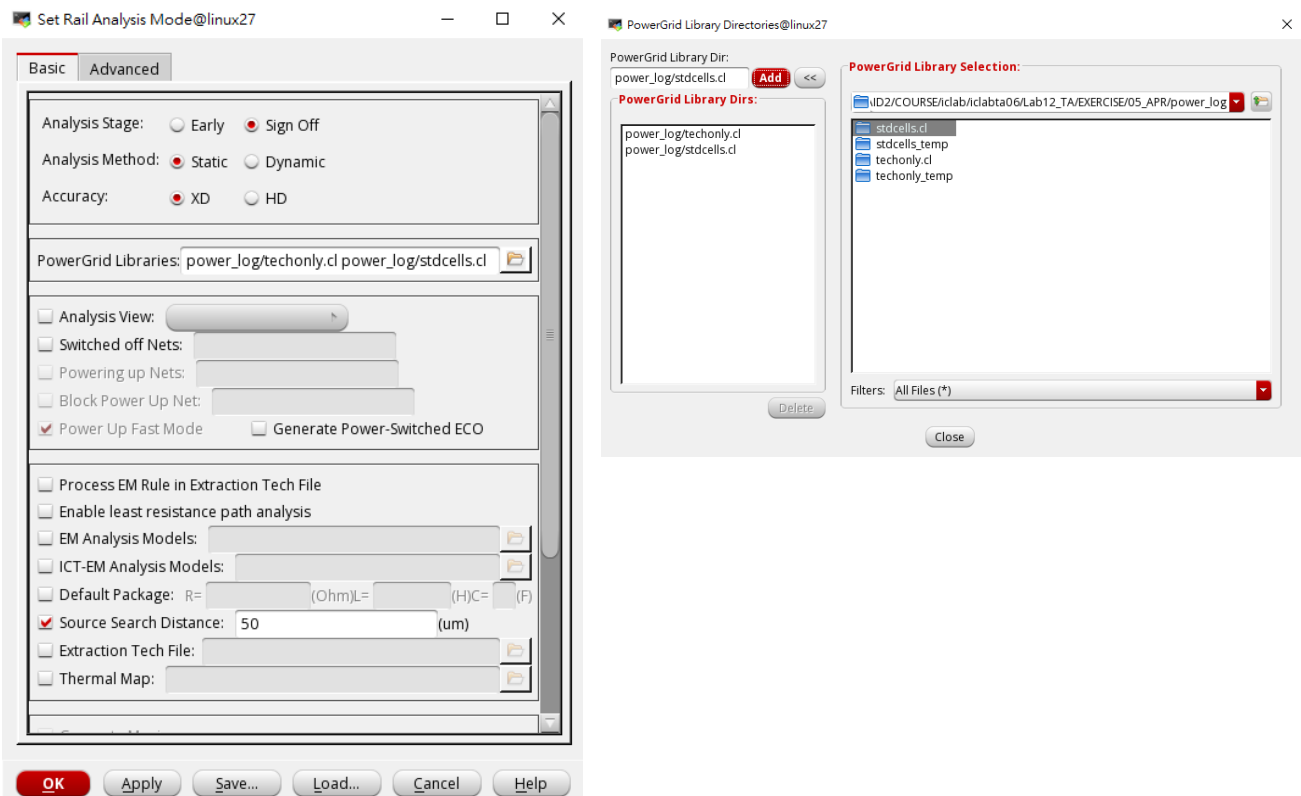 Set Rail Analysis Mode@linux27
Basic Advanced
Analysis Stage: Early Sign Off
Analysis Method: Static Dynamic
Accuracy: XD HD
PowerGrid Libraries: power_log/techonly.cl power_log/stdcells.cl
Analysis View:
Switched off Nets:
Powering up Nets:
Block Power Up Net:
Power Up Fast Mode Generate Power-Switched ECO
Process EM Rule in Extraction Tech File
Enable least resistance path analysis
EM Analysis Models:
ICT-EM Analysis Models:
Default Package: R= (Ohm)L= (H)C= (F)
Source Search Distance: 50 (um)
Extraction Tech File:
Thermal Map:
OK Apply Save... Load... Cancel Help
PowerGrid Library Directories@linux27
PowerGrid Library Dir:
power_log/stdcells.cl Add <<
PowerGrid Library Dirs:
power_log/techonly.cl
power_log/stdcells.cl
Delete
PowerGrid Library Selection:
\ID2/COURSE/iclab/iclabta06/Lab12_TA/EXERCISE/05_APR/power_log
stdcells.cl
stdcells_temp
techonly.cl
techonly_temp
Filters: All Files (*)
Close